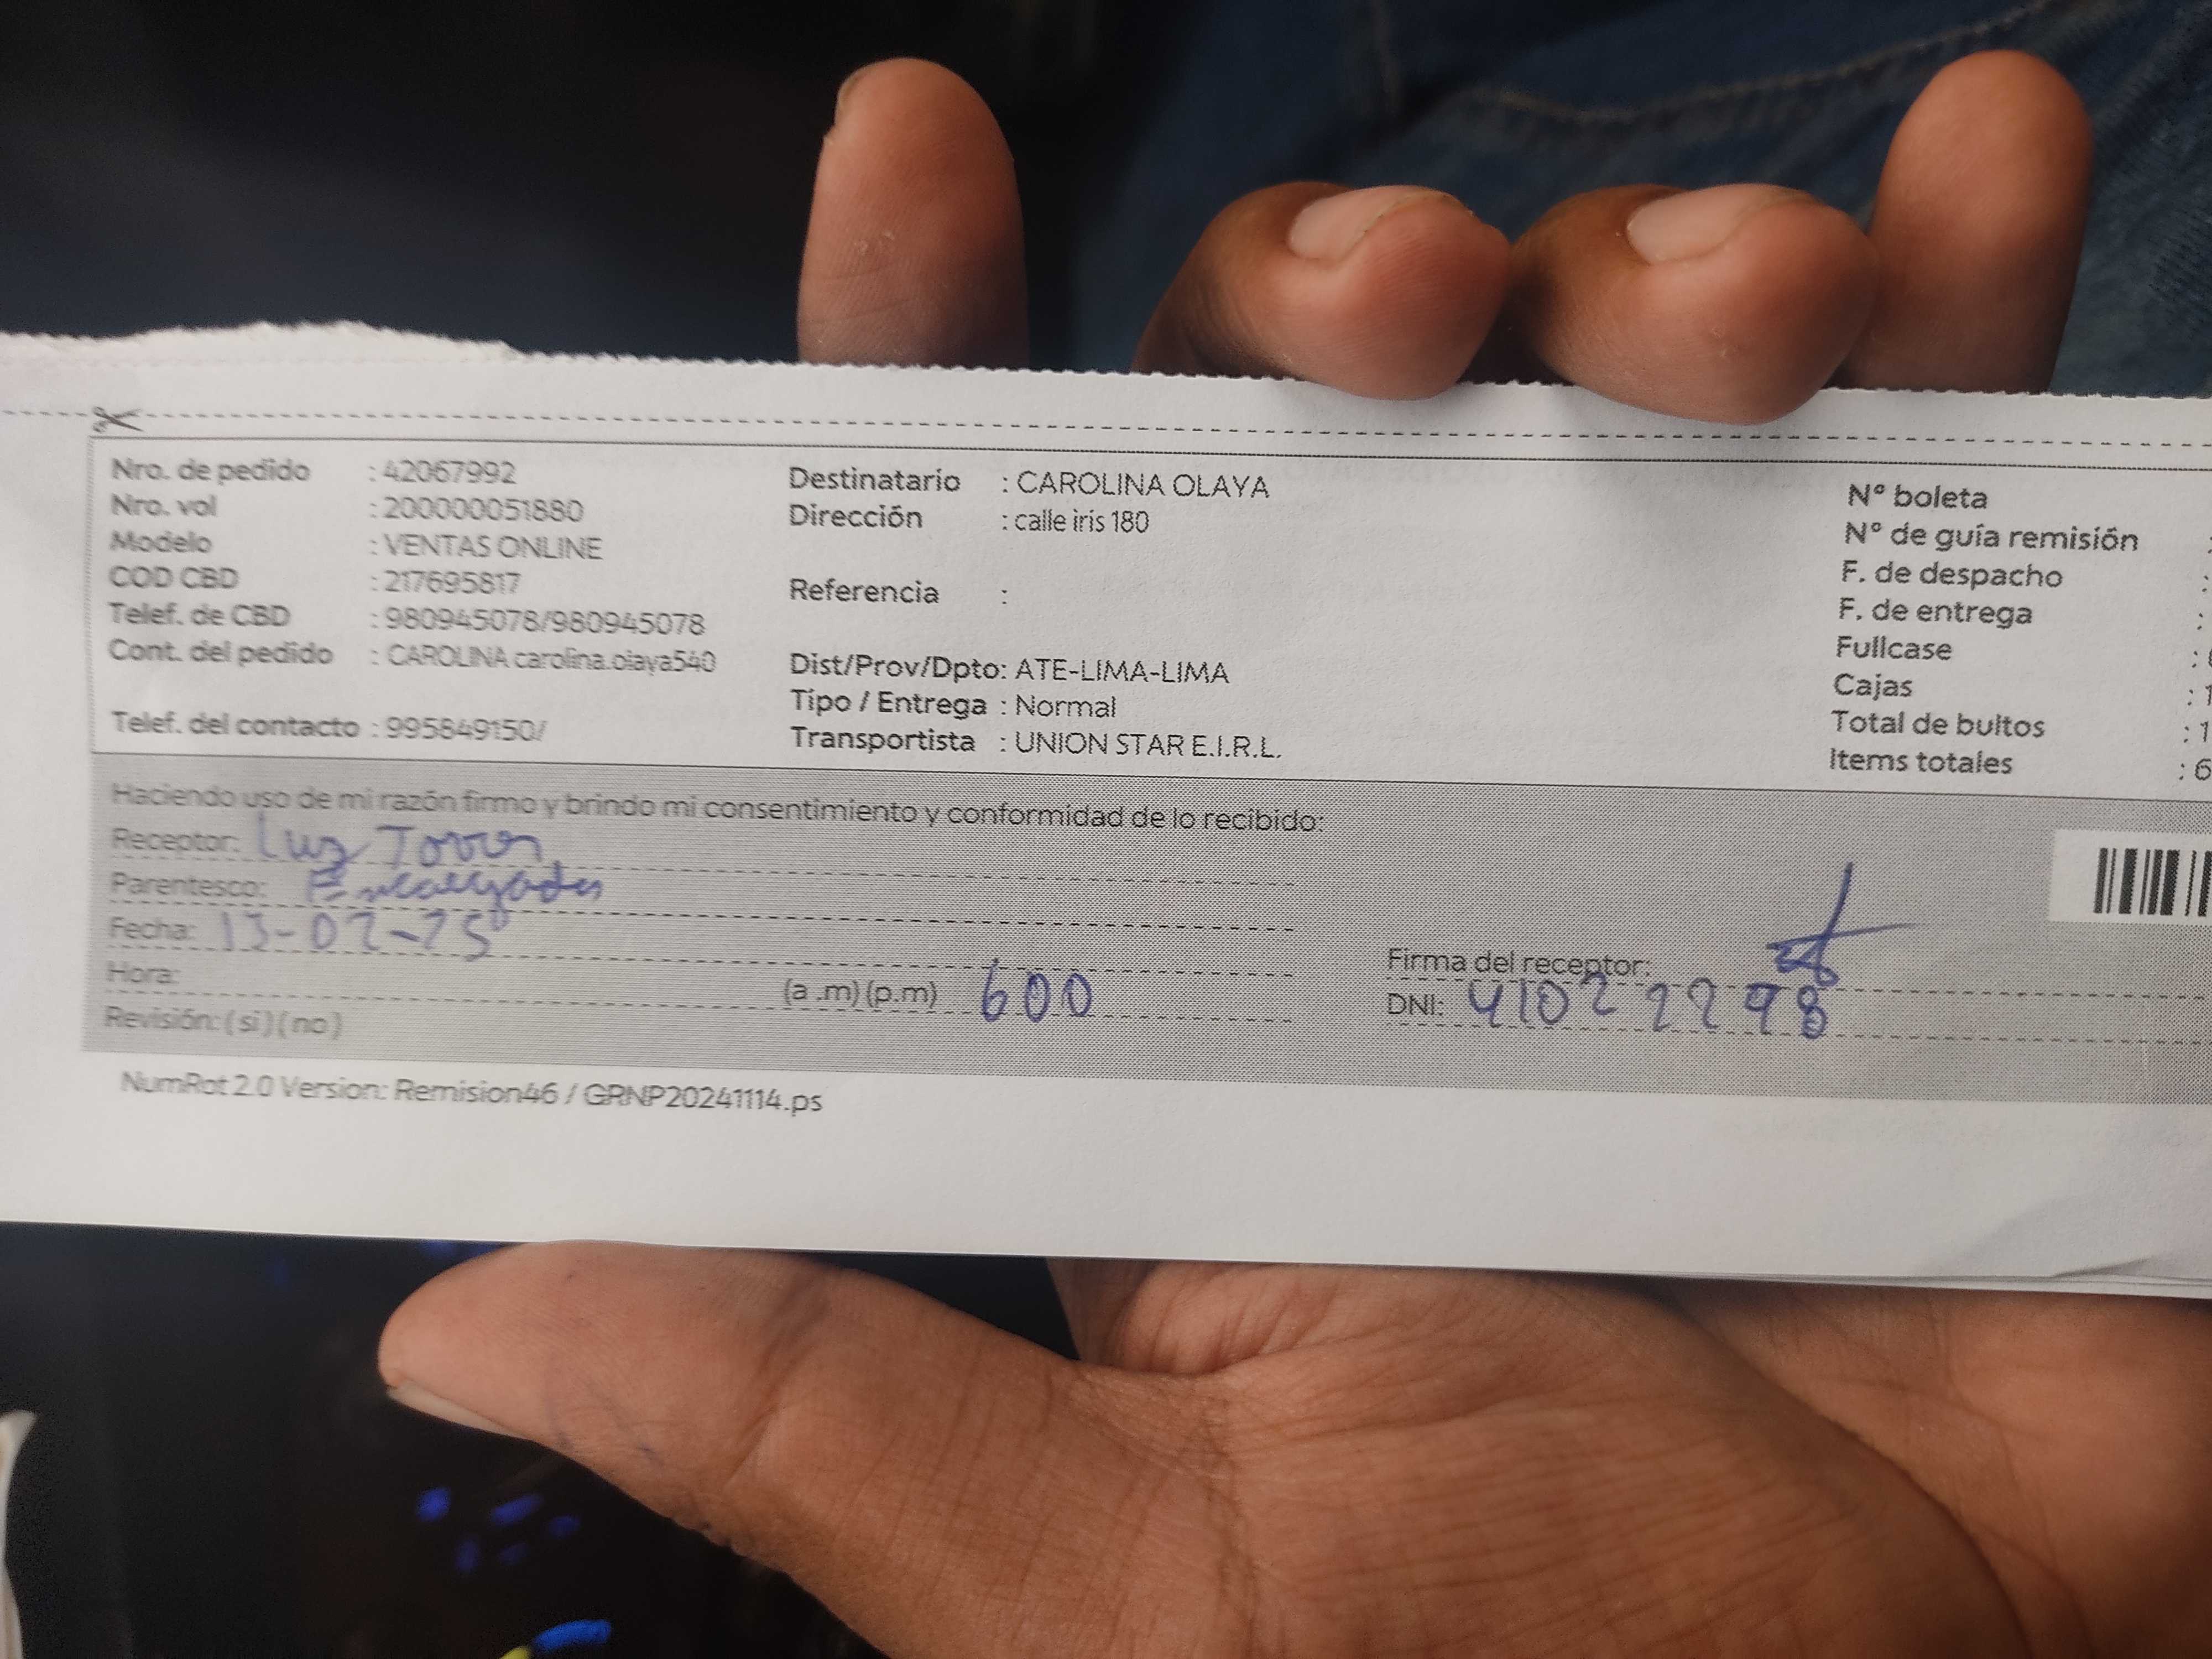 Nro. de pedido : 42067992
Nro. vol : 200000051880
Modelo : VENTAS ONLINE
COD CBD : 217695817
Telef. de CBD : 980945078/980945078
Cont. del pedido : CAROLINA carolina.olaya540
Telef. del contacto : 995849150/
Destinatario : CAROLINA OLAYA
Dirección : calle iris 180
Referencia :
Dist/Prov/Dpto: ATE-LIMA-LIMA
Tipo / Entrega : Normal
Transportista : UNION STAR E.I.R.L.
N° boleta
N° de guía remisión :
F. de despacho :
F. de entrega :
Fullcase :
Cajas : 1
Total de bultos : 1
Items totales : 6
Haciendo uso de mi razón firmo y brindo mi consentimiento y conformidad de lo recibido:
Receptor: Luz Torres
Parentesco: Encargada
Fecha: 13-02-25
Hora: (a .m) (p.m) 600
Revisión: ( si ) ( no )
Firma del receptor:
DNI: 41022298
NumRot 2.0 Version: Remision46 / GRNP20241114.ps